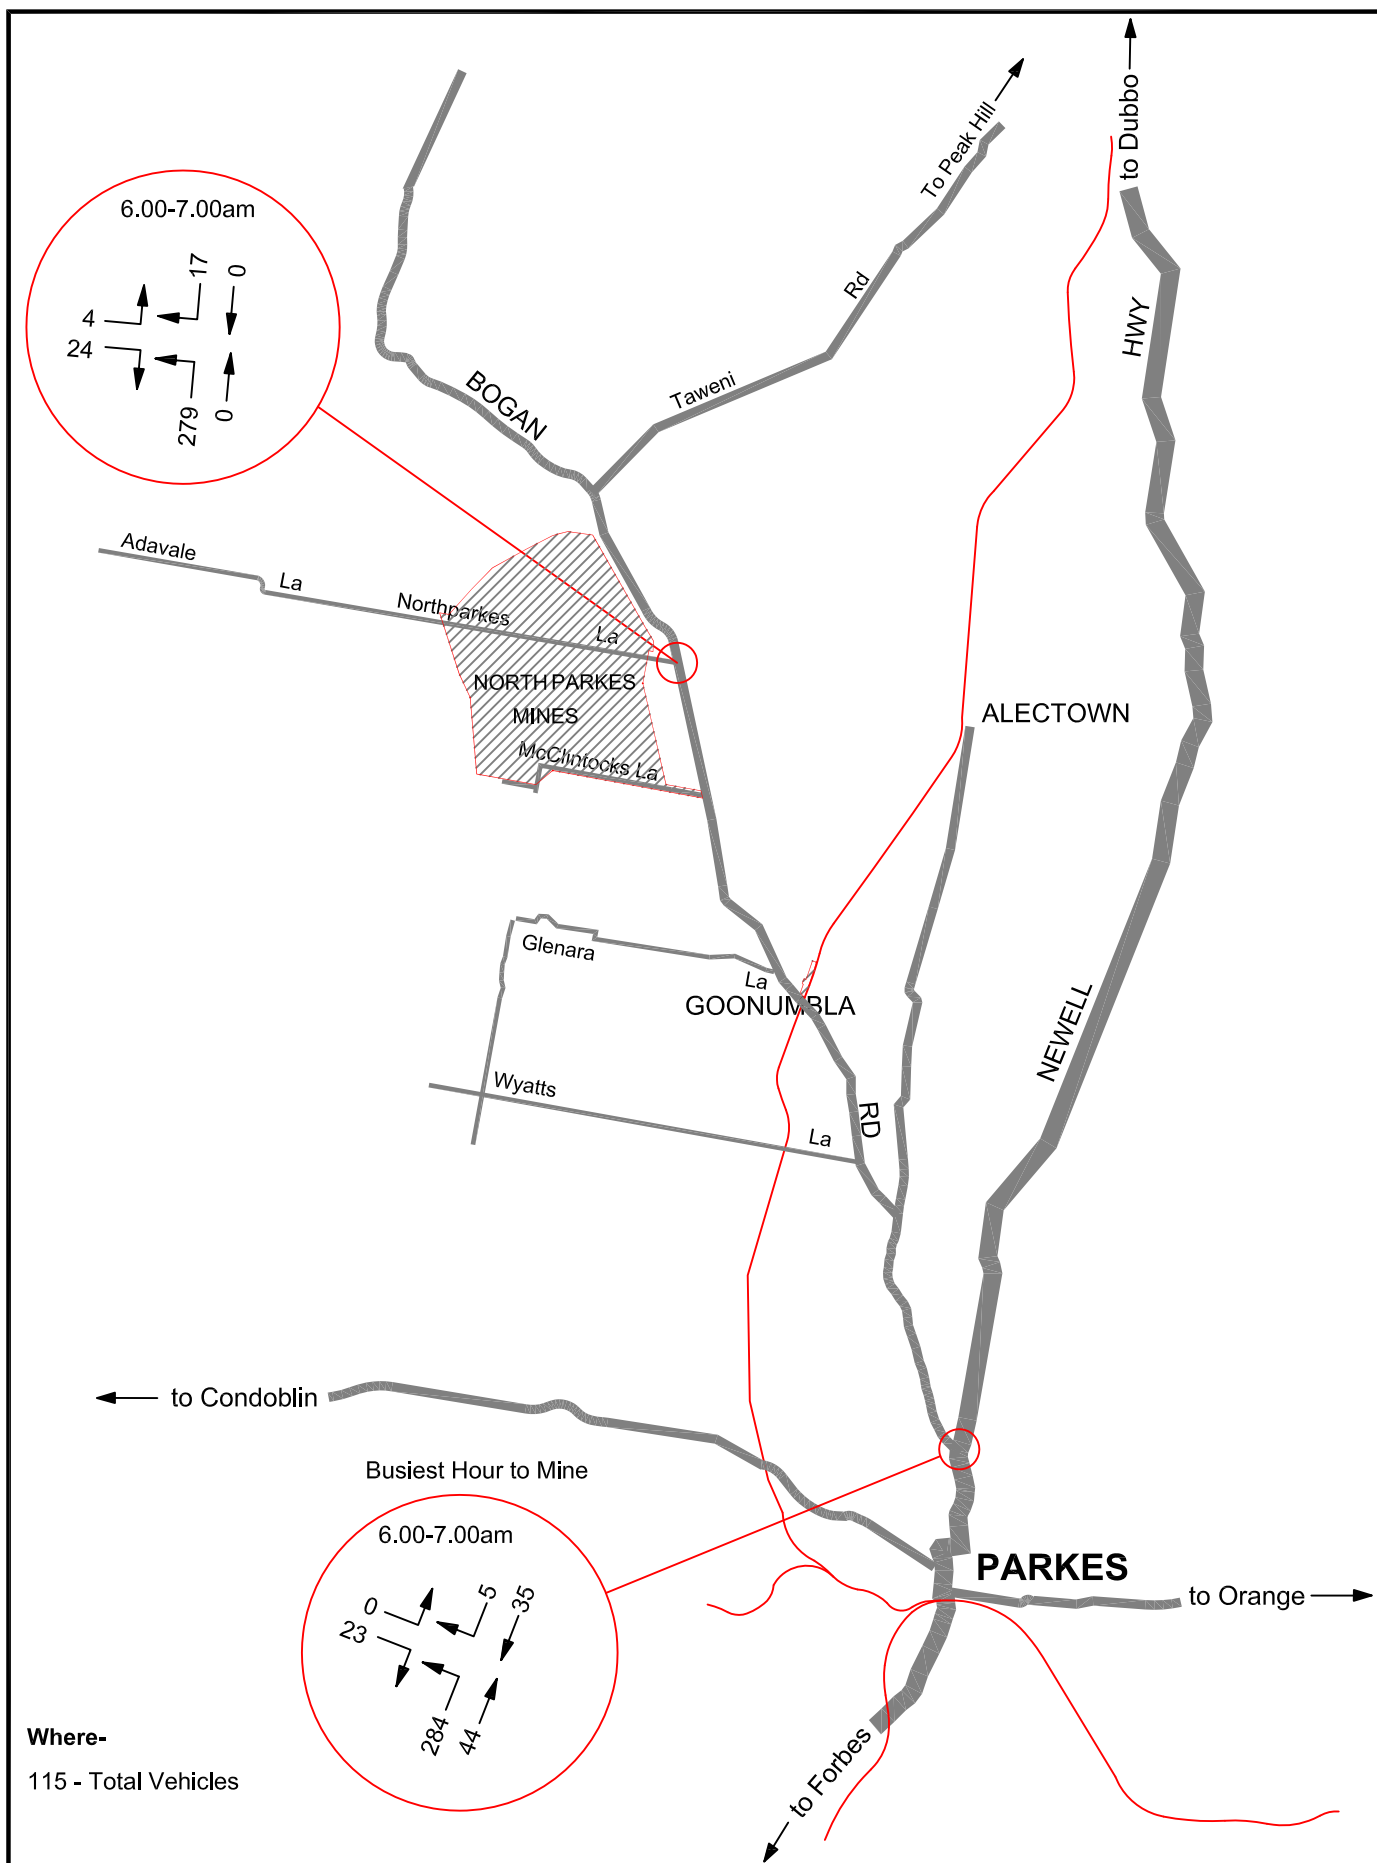 to Dubbo
To Peak Hill
6.00-7.00am
17
0
4
24
279
0
HWY
Rd
Taweni
BOGAN
Adavale
La
Northparkes
La
NORTH PARKES
MINES
McClintocks La
ALECTOWN
Glenara
La
GOONUMBLA
NEWELL
Wyatts
La
RD
to Condoblin
Busiest Hour to Mine
6.00-7.00am
0
23
5
35
284
44
PARKES
to Orange
to Forbes
Where-
115 - Total Vehicles